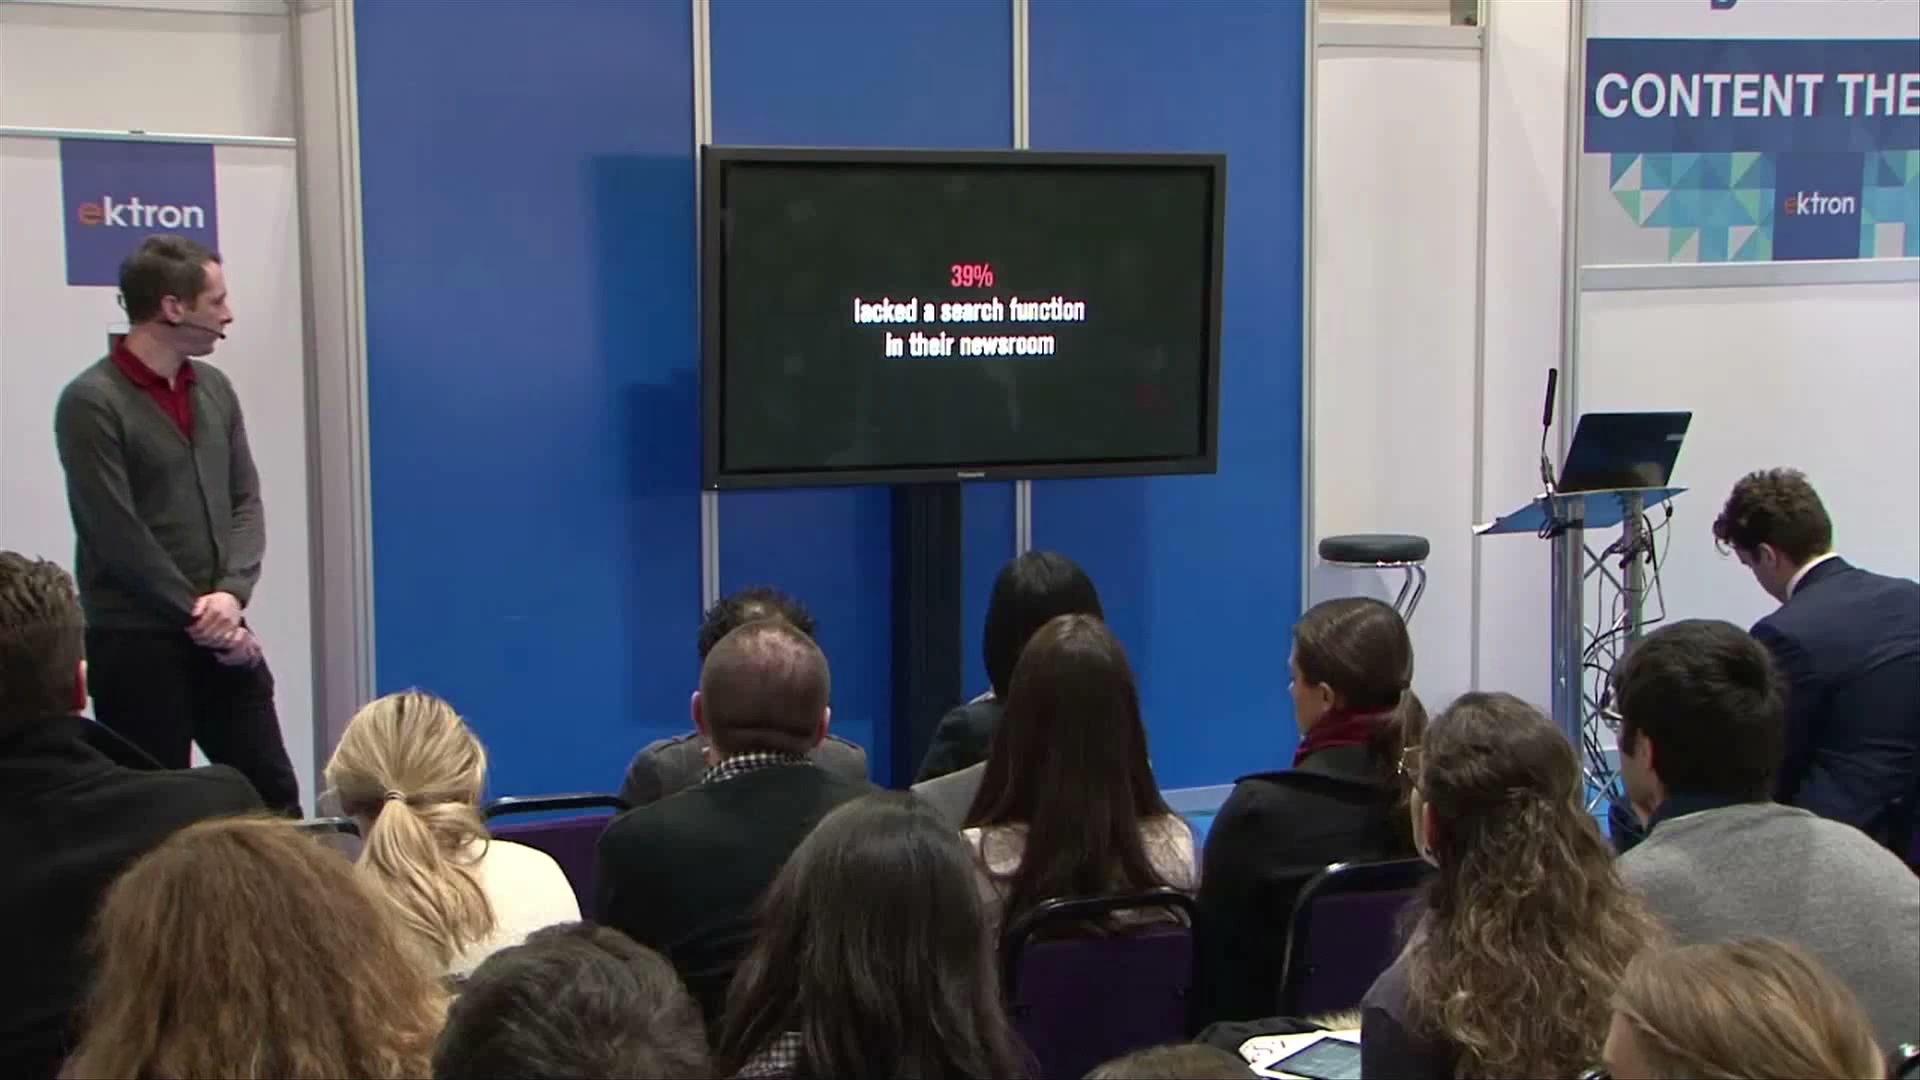 ektron
39%
lacked a search function
in their newsroom
CONTENT THE
ektron